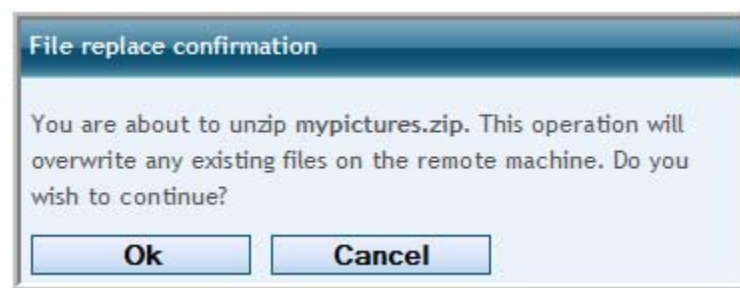 File replace confirmation
You are about to unzip mypictures.zip. This operation will
overwrite any existing files on the remote machine. Do you
wish to continue?
Ok Cancel